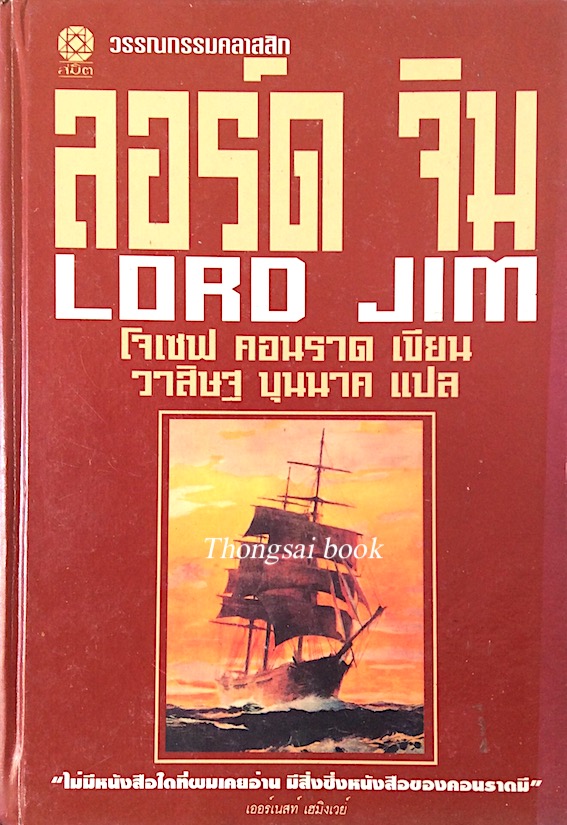 วรรณกรรมคลาสสิก
สมิต
ลอร์ด จิม
LORD JIM
โจเซฟ คอนราด เขียน
วาสิษฐ บุนนาค แปล
Thongsai book
“ไม่มีหนังสือใดที่ผมเคยอ่าน มีสิ่งซึ่งหนังสือของคอนราดมี”
เออร์เนสท์ เฮมิงเวย์